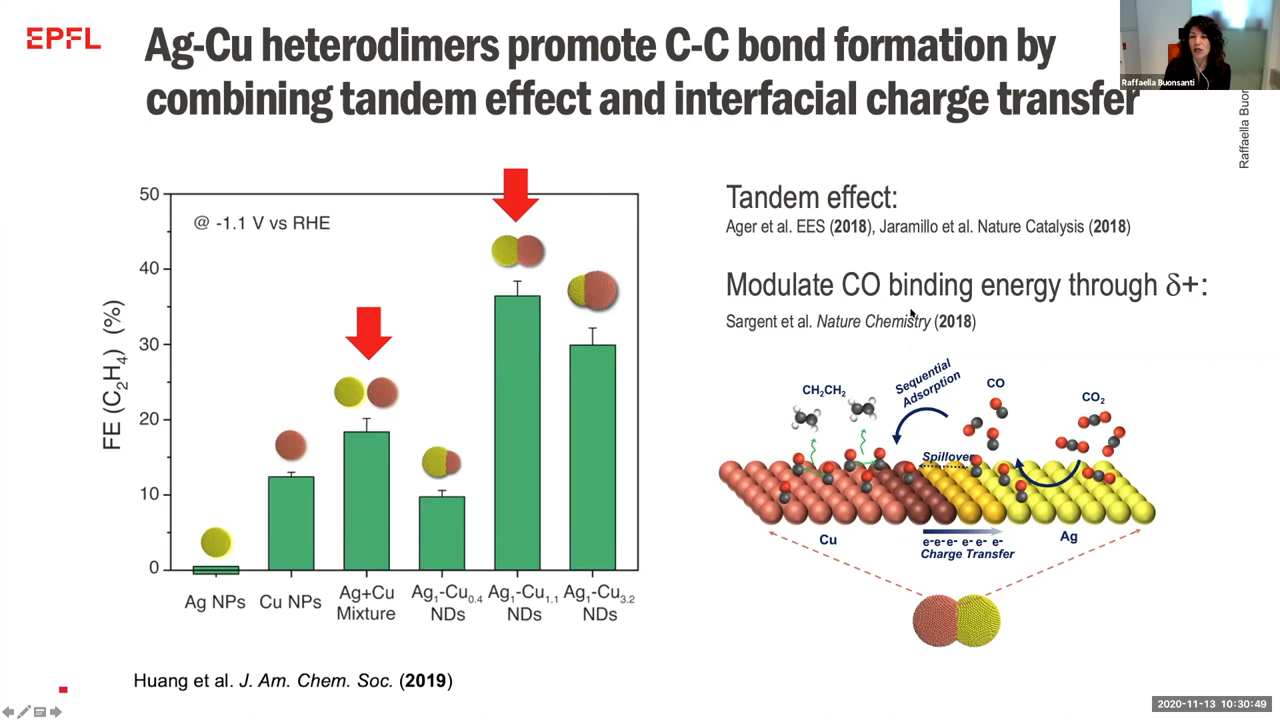 EPFL
Ag-Cu heterodimers promote C-C bond formation by
combining tandem effect and interfacial charge transfer
Raffaella Buonsanti
Raffaella Buon
50
40
30
20
10
0
FE (C₂H₄) (%)
@ -1.1 V vs RHE
Ag NPs
Cu NPs
Ag+Cu
Mixture
Ag₁-Cu₀.₄
NDs
Ag₁-Cu₁.₁
NDs
Ag₁-Cu₃.₂
NDs
Tandem effect:
Ager et al. EES (2018), Jaramillo et al. Nature Catalysis (2018)
Modulate CO binding energy through δ+:
Sargent et al. Nature Chemistry (2018)
CH₂CH₂
Sequential
Adsorption
CO
CO₂
Spillover
Cu
Ag
e-e-e- e- e- e-
Charge Transfer
Huang et al. J. Am. Chem. Soc. (2019)
2020-11-13 10:30:49